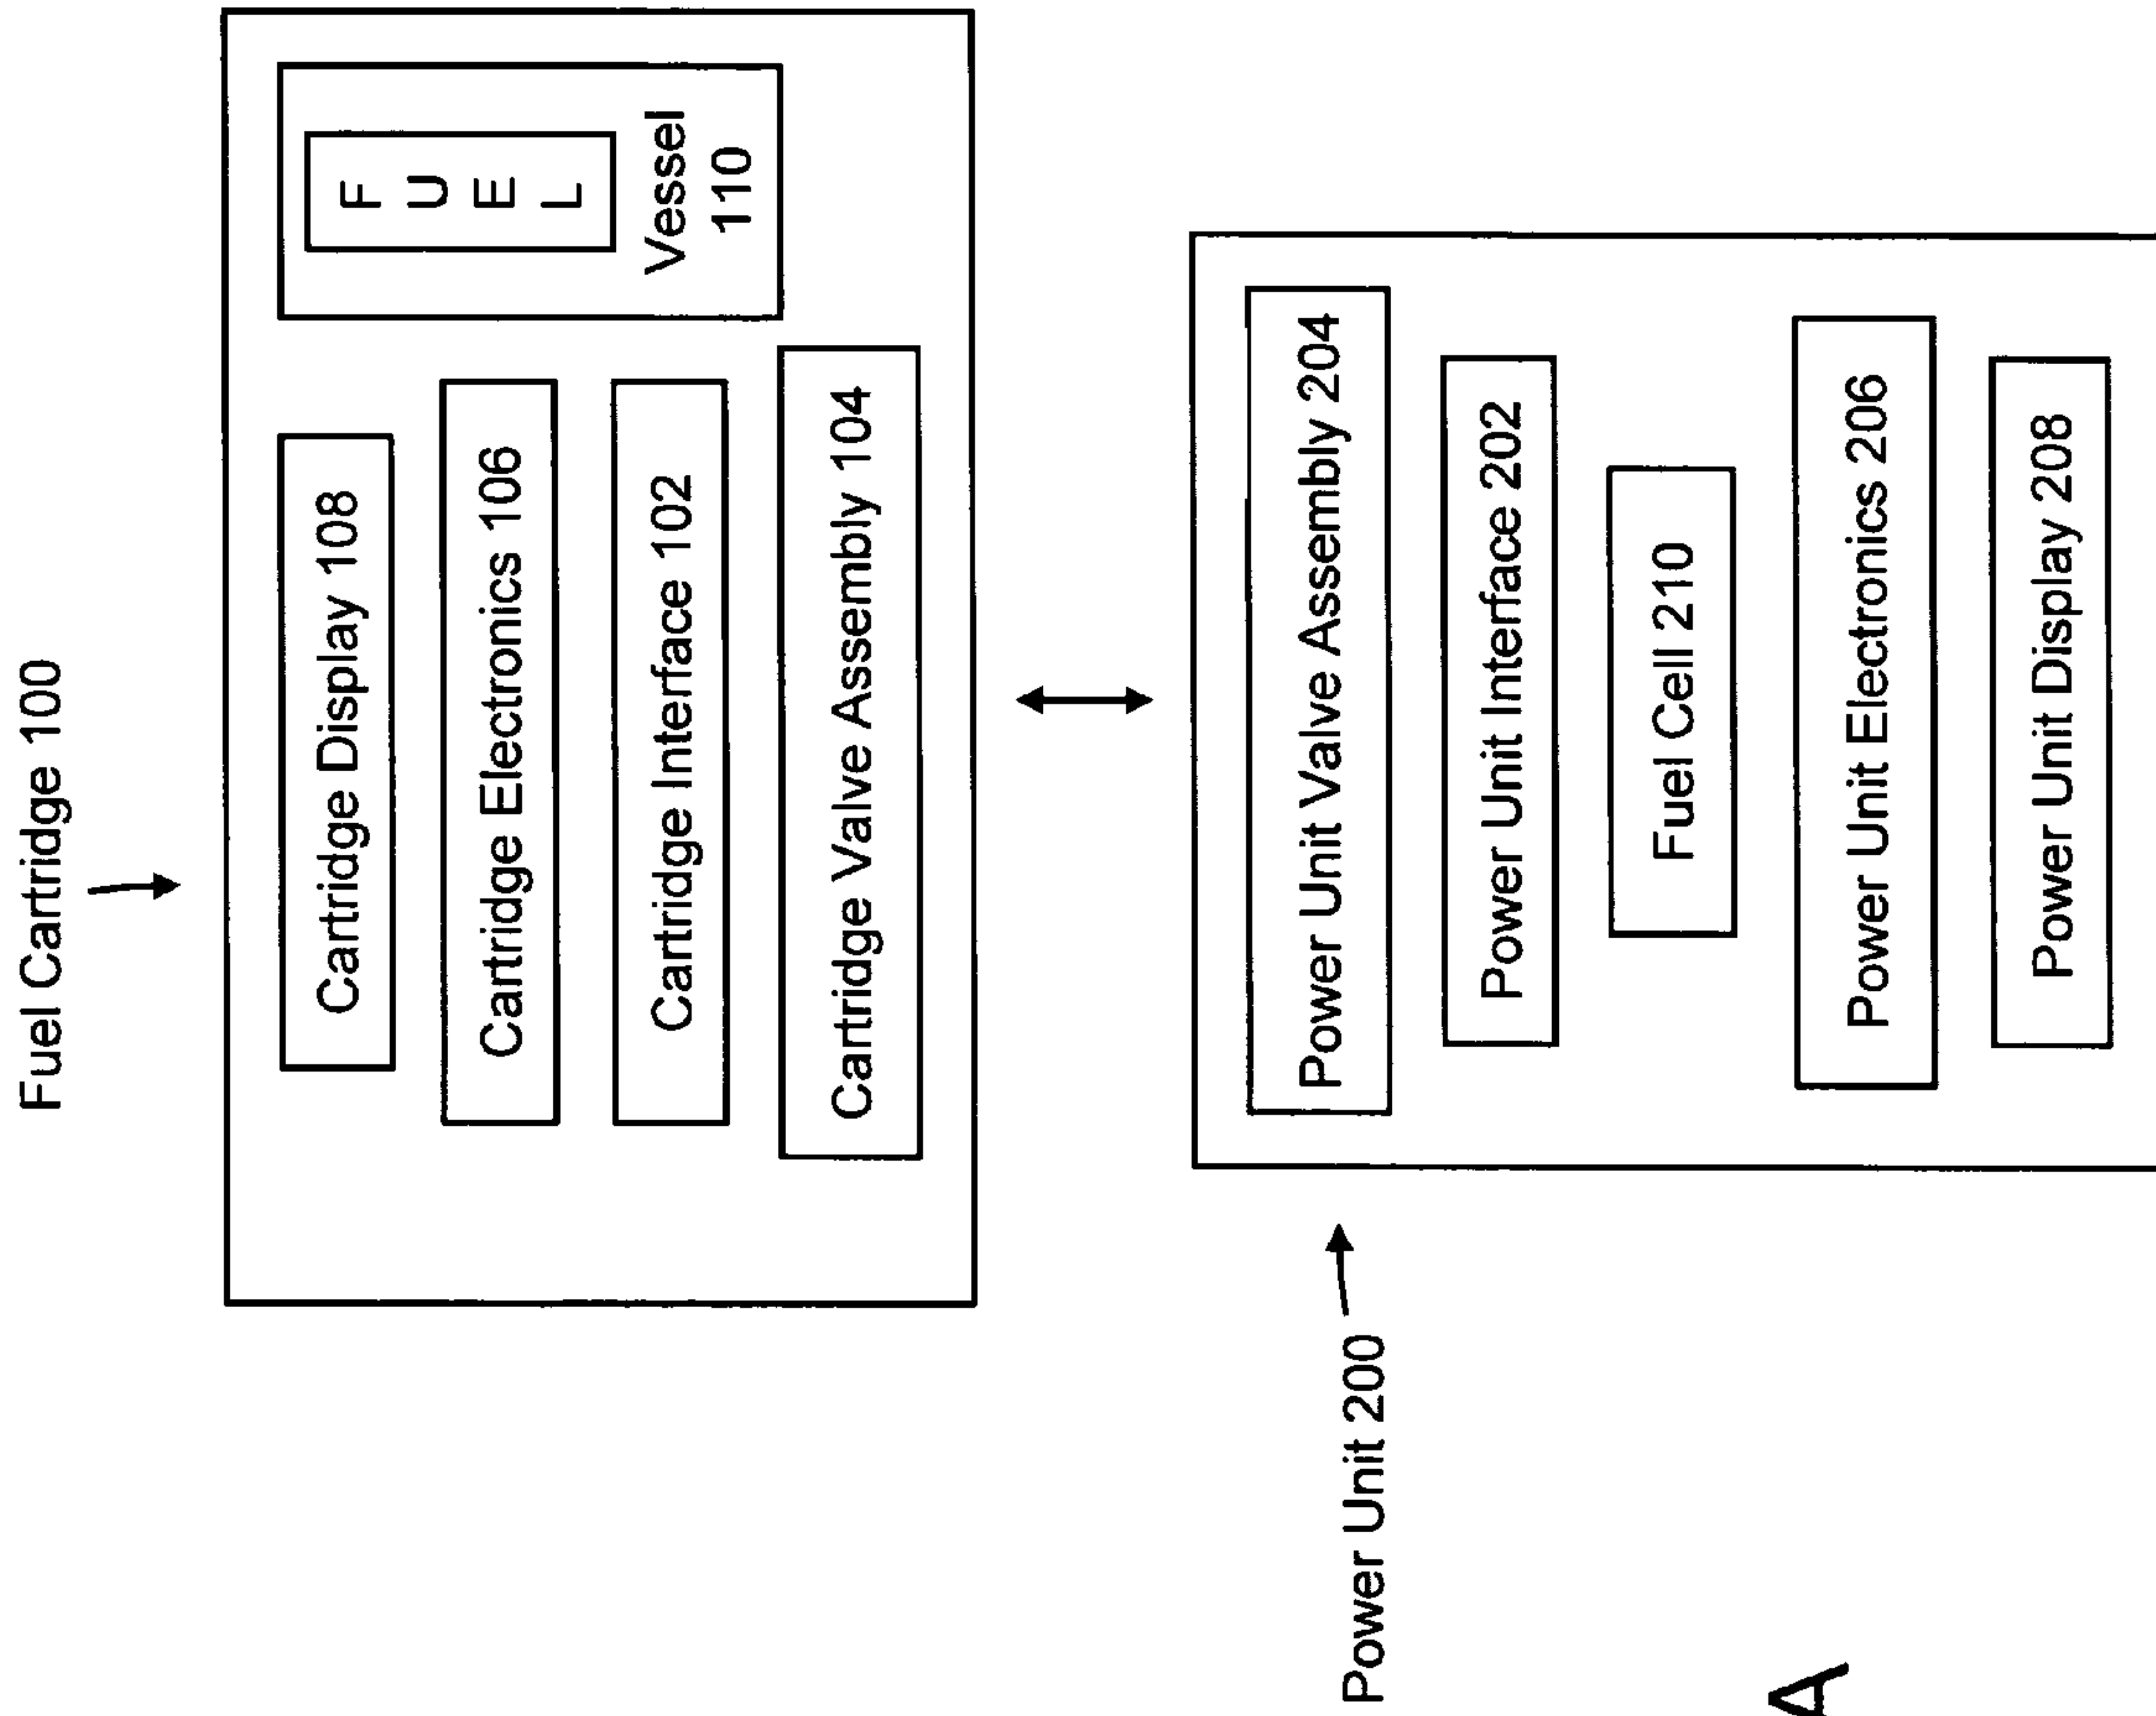 Fuel Cartridge 100
Cartridge Display 108
Cartridge Electronics 106
Cartridge Interface 102
Cartridge Valve Assembly 104
F
U
E
L
Vessel
110
Power Unit 200
Power Unit Valve Assembly 204
Power Unit Interface 202
Fuel Cell 210
Power Unit Electronics 206
Power Unit Display 208
A